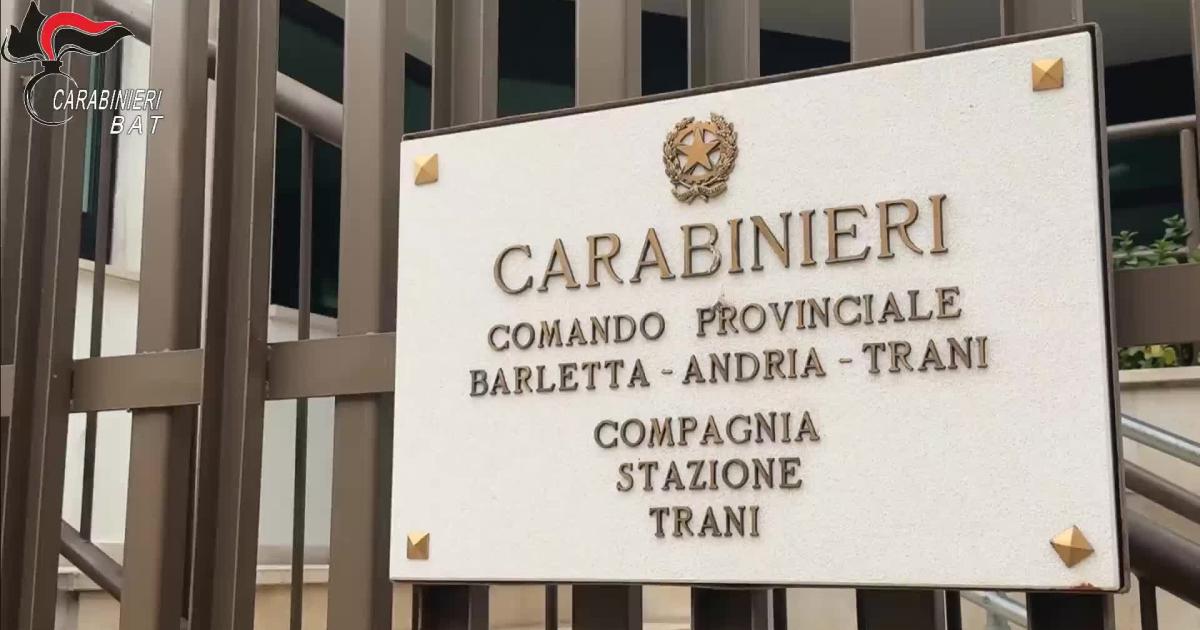 CARABINIERI
BAT
CARABINIERI
COMANDO PROVINCIALE
BARLETTA - ANDRIA - TRANI
COMPAGNIA
STAZIONE
TRANI